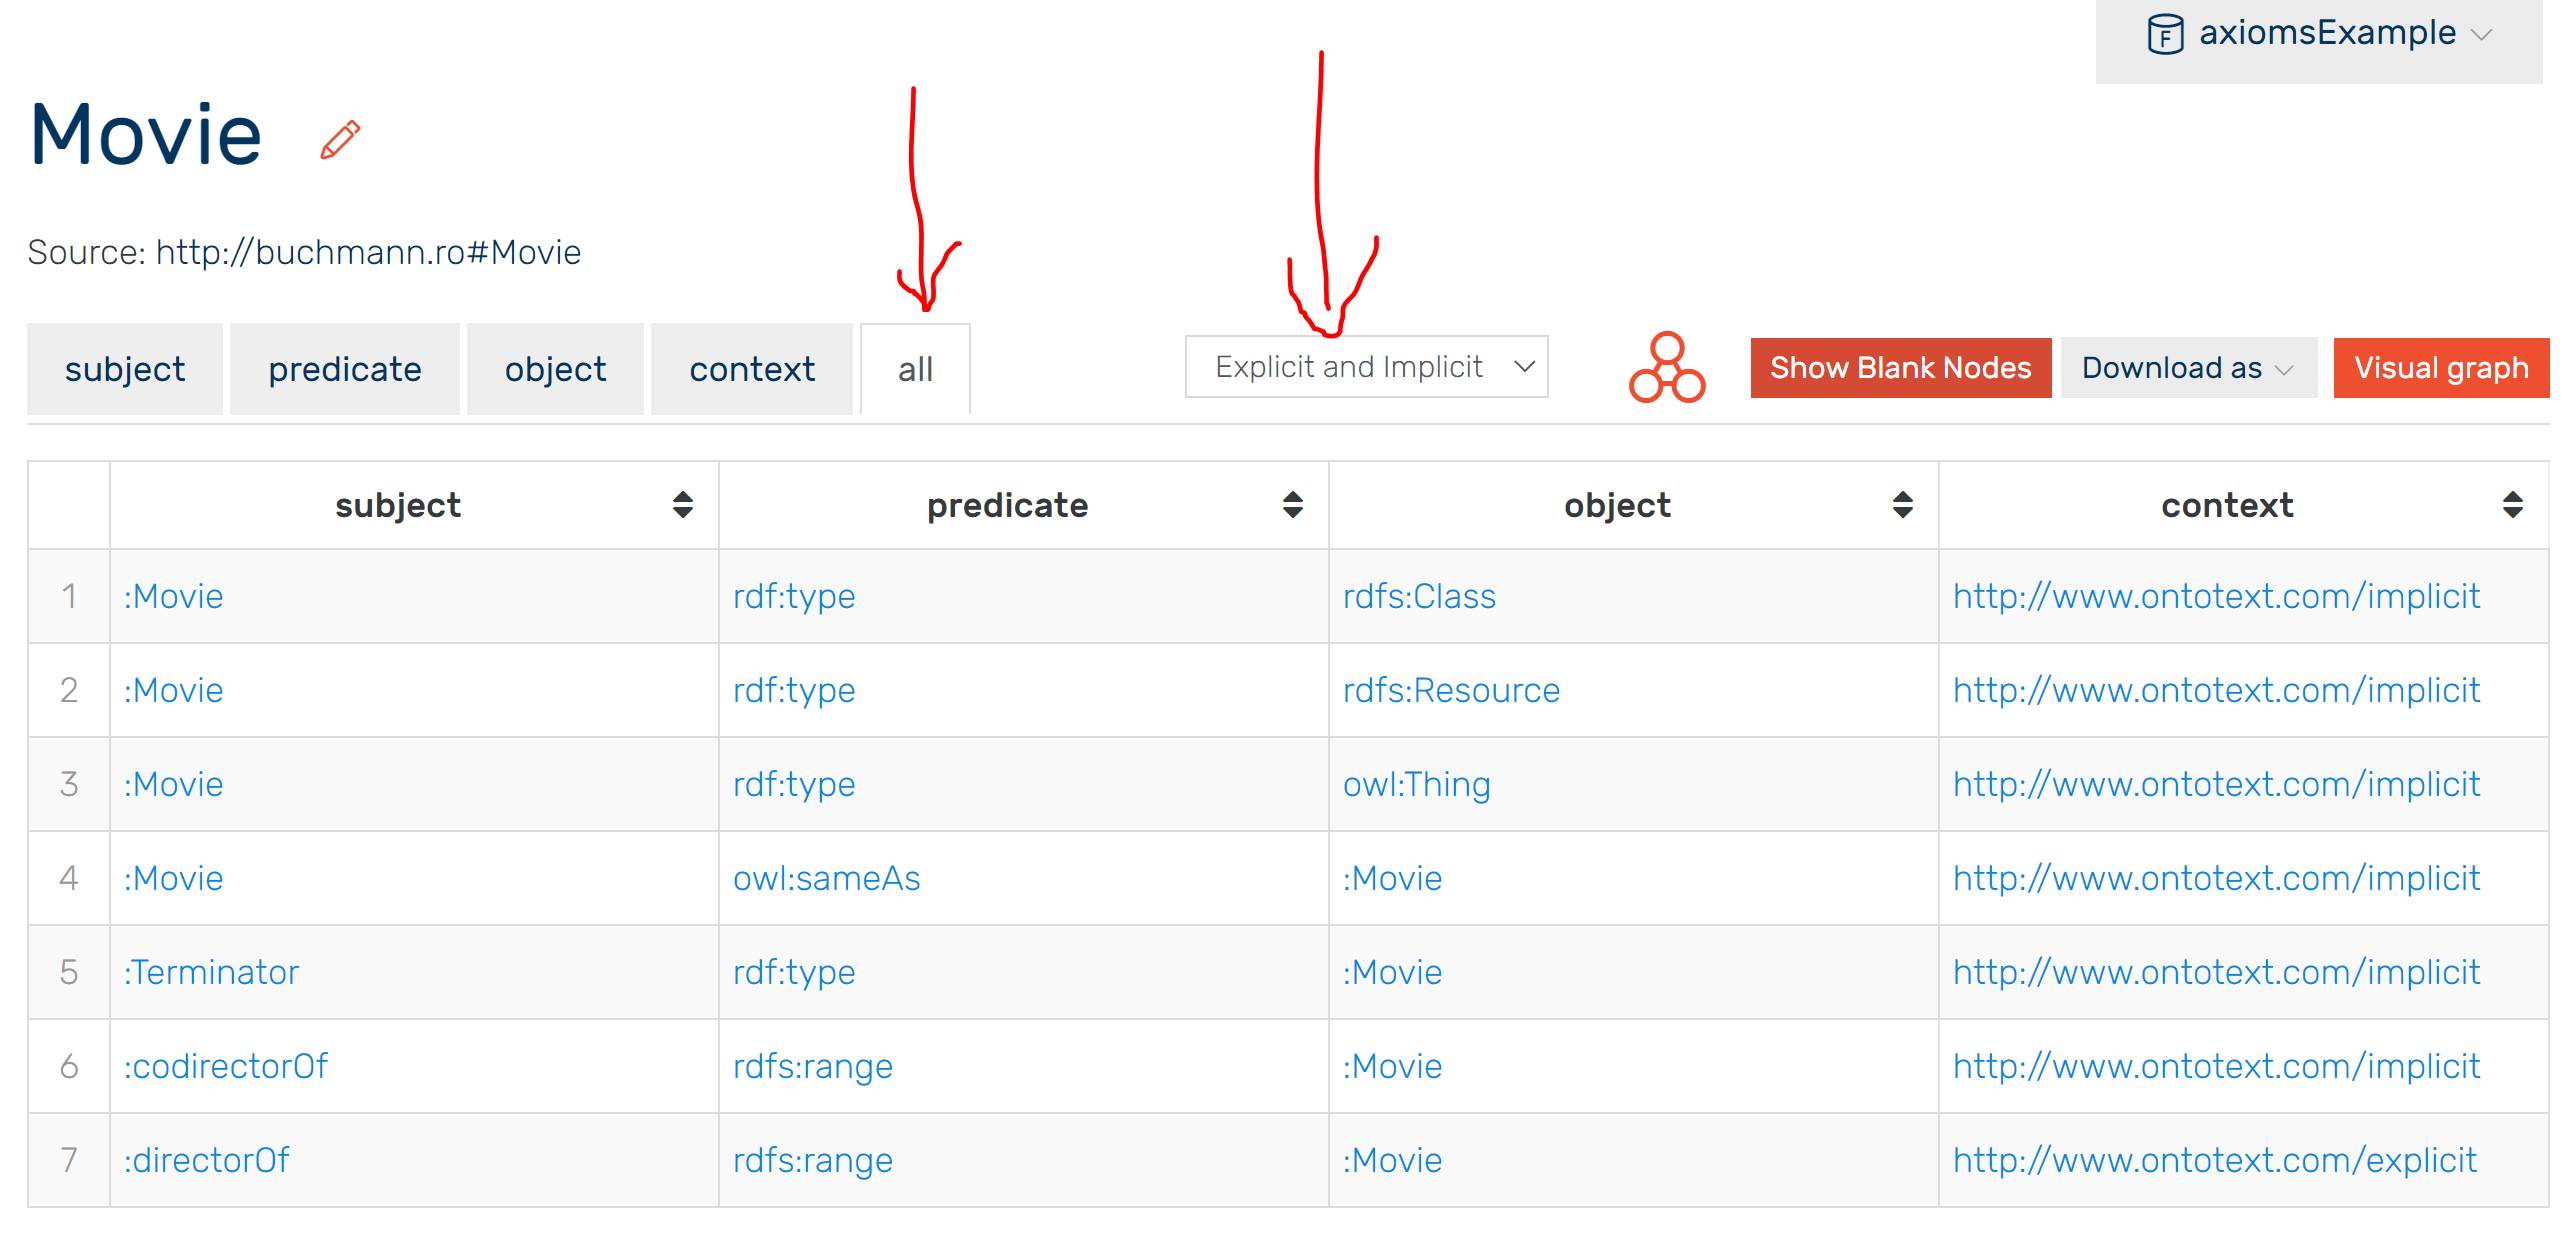 F axiomsExample
Movie
Source: http://buchmann.ro#Movie
subject predicate object context all Explicit and Implicit Show Blank Nodes Download as Visual graph
subject predicate object context
1 :Movie rdf:type rdfs:Class http://www.ontotext.com/implicit
2 :Movie rdf:type rdfs:Resource http://www.ontotext.com/implicit
3 :Movie rdf:type owl:Thing http://www.ontotext.com/implicit
4 :Movie owl:sameAs :Movie http://www.ontotext.com/implicit
5 :Terminator rdf:type :Movie http://www.ontotext.com/implicit
6 :codirectorOf rdfs:range :Movie http://www.ontotext.com/implicit
7 :directorOf rdfs:range :Movie http://www.ontotext.com/explicit